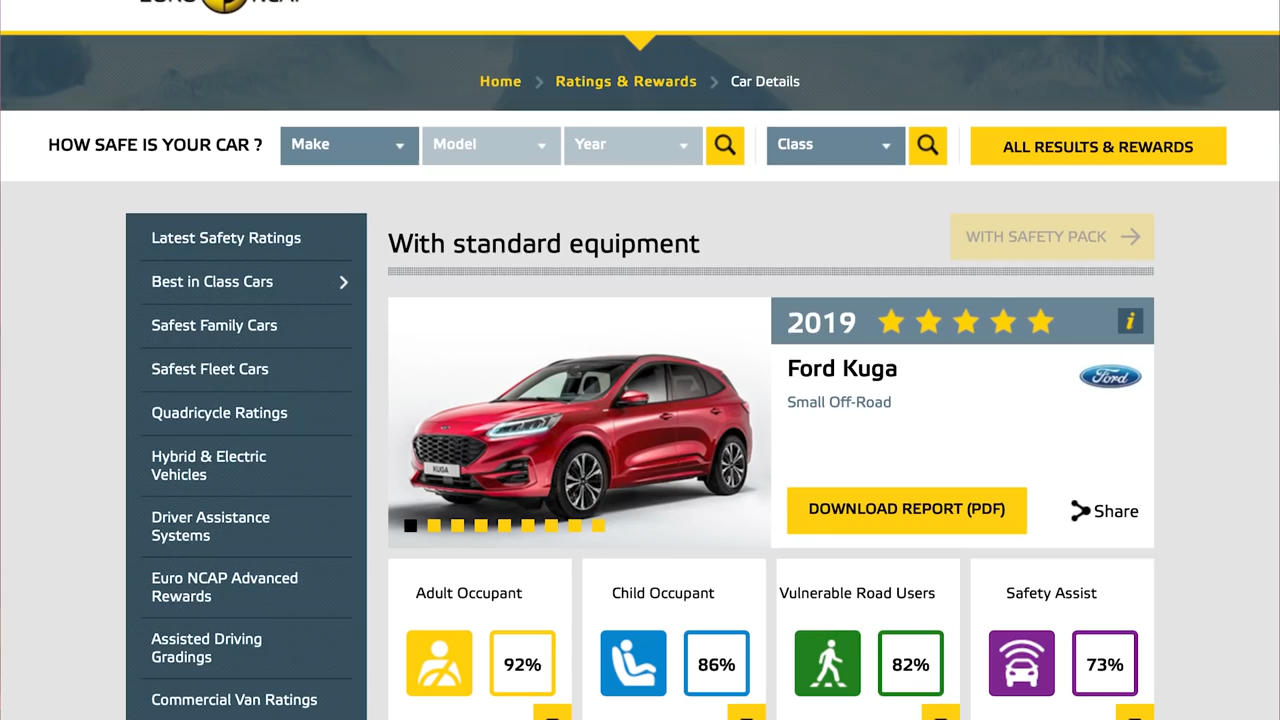 EURO NCAP
Home
Ratings & Rewards
Car Details
HOW SAFE IS YOUR CAR ?
Make
Model
Year
Class
ALL RESULTS & REWARDS
Latest Safety Ratings
Best in Class Cars
Safest Family Cars
Safest Fleet Cars
Quadricycle Ratings
Hybrid & Electric
Vehicles
Driver Assistance
Systems
Euro NCAP Advanced
Rewards
Assisted Driving
Gradings
Commercial Van Ratings
With standard equipment
WITH SAFETY PACK
KUGA
2019
i
Ford Kuga
Ford
Small Off-Road
DOWNLOAD REPORT (PDF)
Share
Adult Occupant
92%
Child Occupant
86%
Vulnerable Road Users
82%
Safety Assist
73%